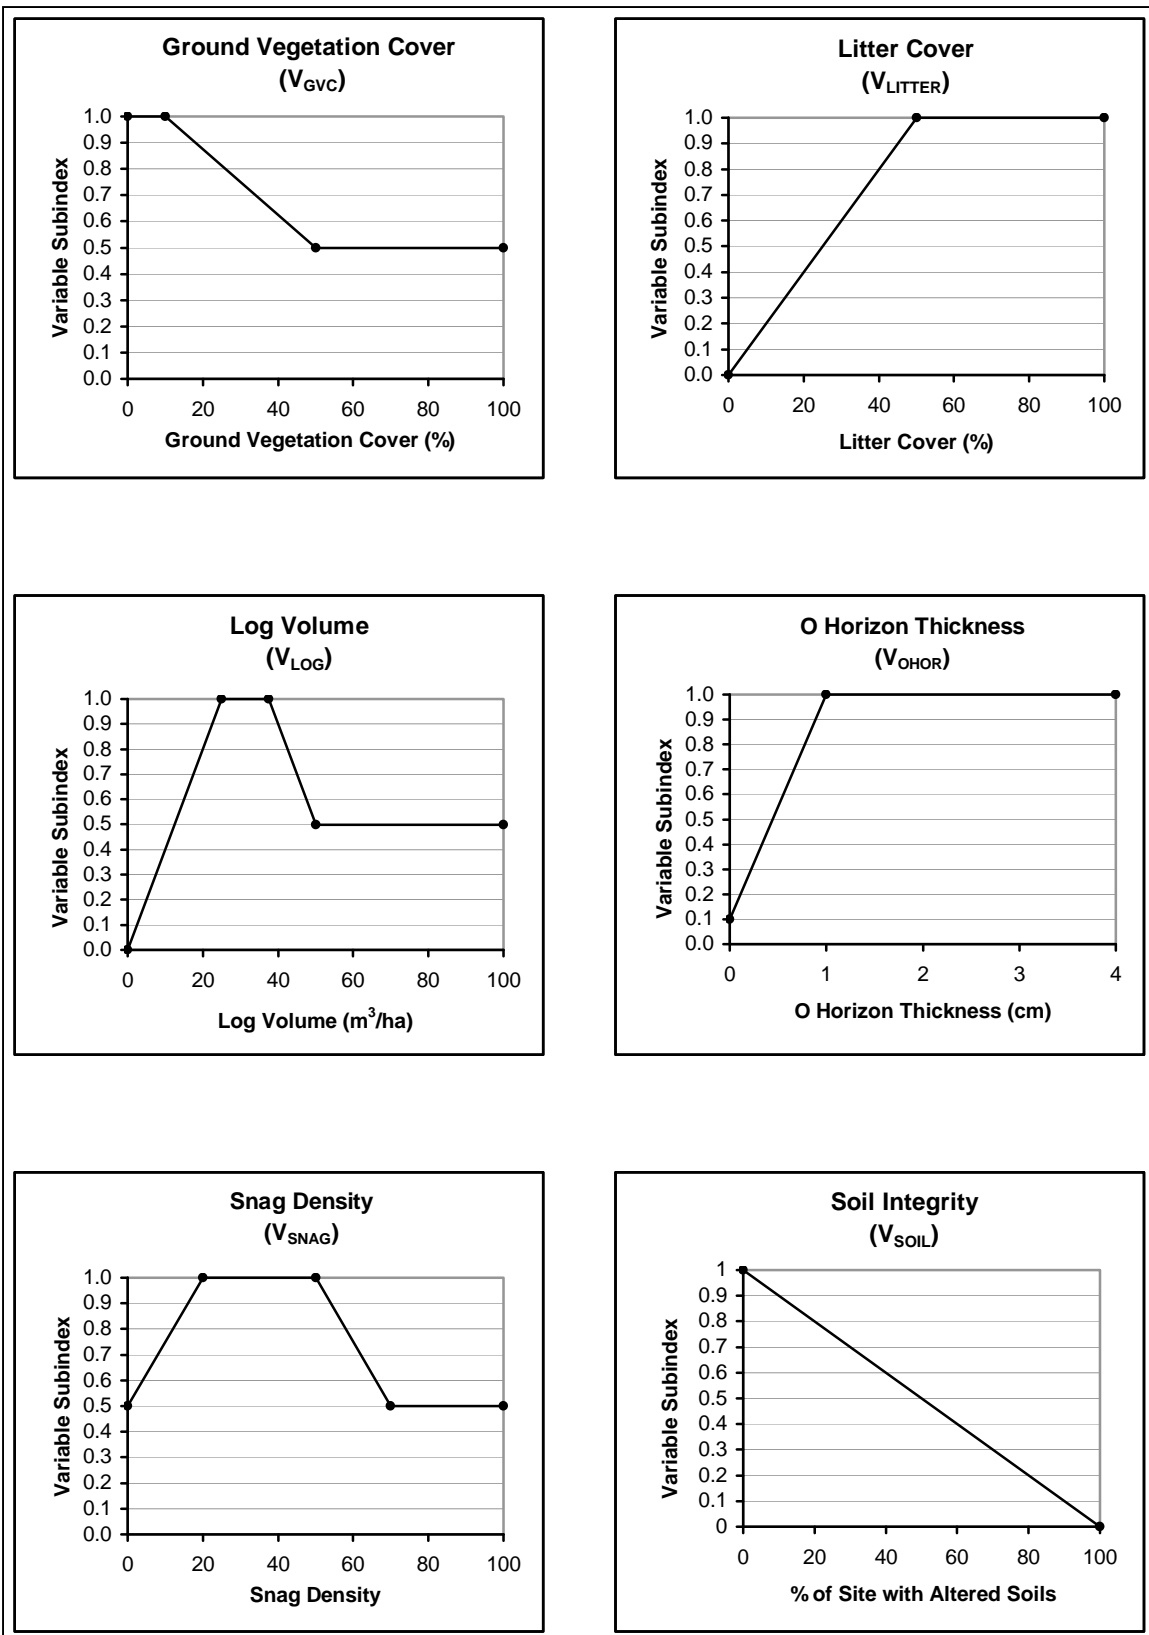 Ground Vegetation Cover
(VGVC)
1.0
0.9
0.8
0.7
0.6
0.5
0.4
0.3
0.2
0.1
0.0
Variable Subindex
0 20 40 60 80 100
Ground Vegetation Cover (%)
Litter Cover
(VLITTER)
1.0
0.9
0.8
0.7
0.6
0.5
0.4
0.3
0.2
0.1
0.0
Variable Subindex
0 20 40 60 80 100
Litter Cover (%)
Log Volume
(VLOG)
1.0
0.9
0.8
0.7
0.6
0.5
0.4
0.3
0.2
0.1
0.0
Variable Subindex
0 20 40 60 80 100
Log Volume (m³/ha)
O Horizon Thickness
(VOHOR)
1.0
0.9
0.8
0.7
0.6
0.5
0.4
0.3
0.2
0.1
0.0
Variable Subindex
0 1 2 3 4
O Horizon Thickness (cm)
Snag Density
(VSNAG)
1.0
0.9
0.8
0.7
0.6
0.5
0.4
0.3
0.2
0.1
0.0
Variable Subindex
0 20 40 60 80 100
Snag Density
Soil Integrity
(VSOIL)
1
0.9
0.8
0.7
0.6
0.5
0.4
0.3
0.2
0.1
0
Variable Subindex
0 20 40 60 80 100
% of Site with Altered Soils